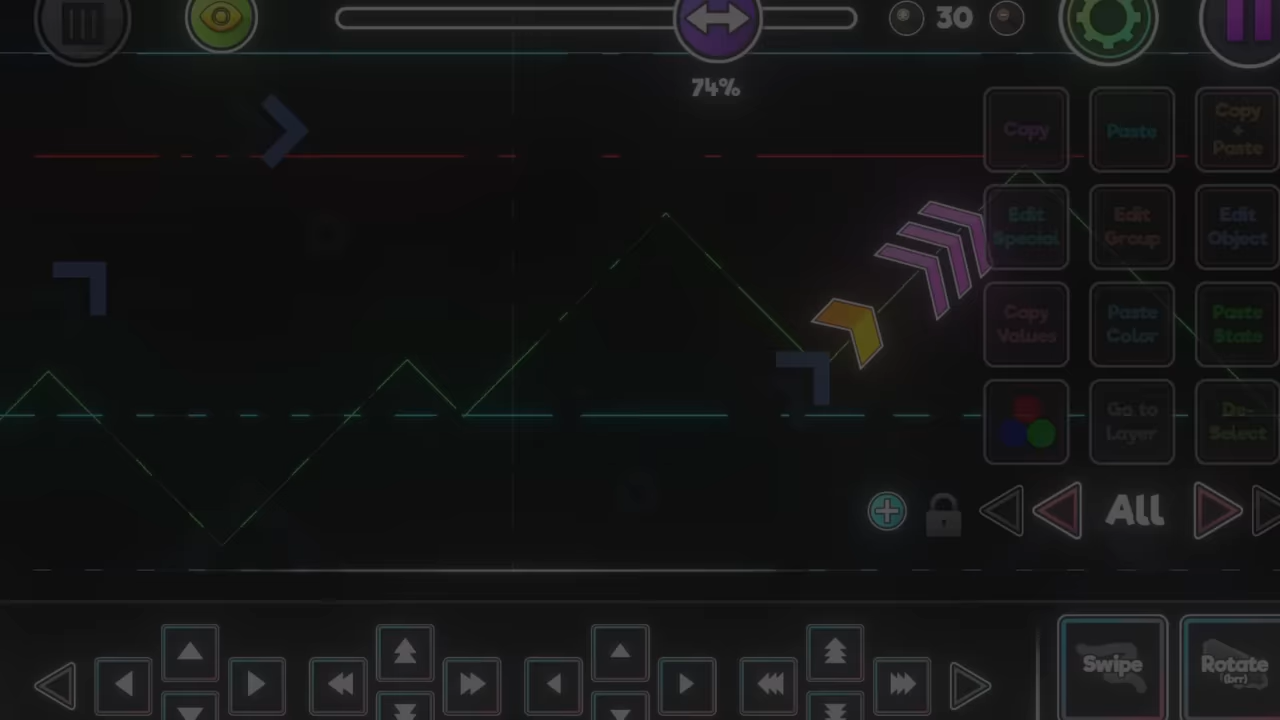 30
74%
Copy
Paste
Copy
+
Paste
Edit
Special
Edit
Group
Edit
Object
Copy
Values
Paste
Color
Paste
State
Go to
Layer
De-
Select
All
Swipe
Rotate
(brr)